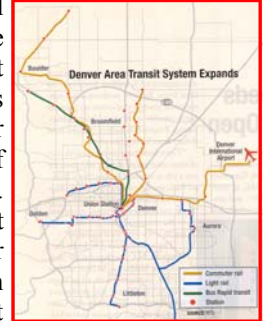 Denver Area Transit System Expands
Boulder
Broomfield
Denver
International
Airport
Golden
Union Station
Denver
Aurora
Littleton
Commuter rail
Light rail
Bus Rapid transit
Station